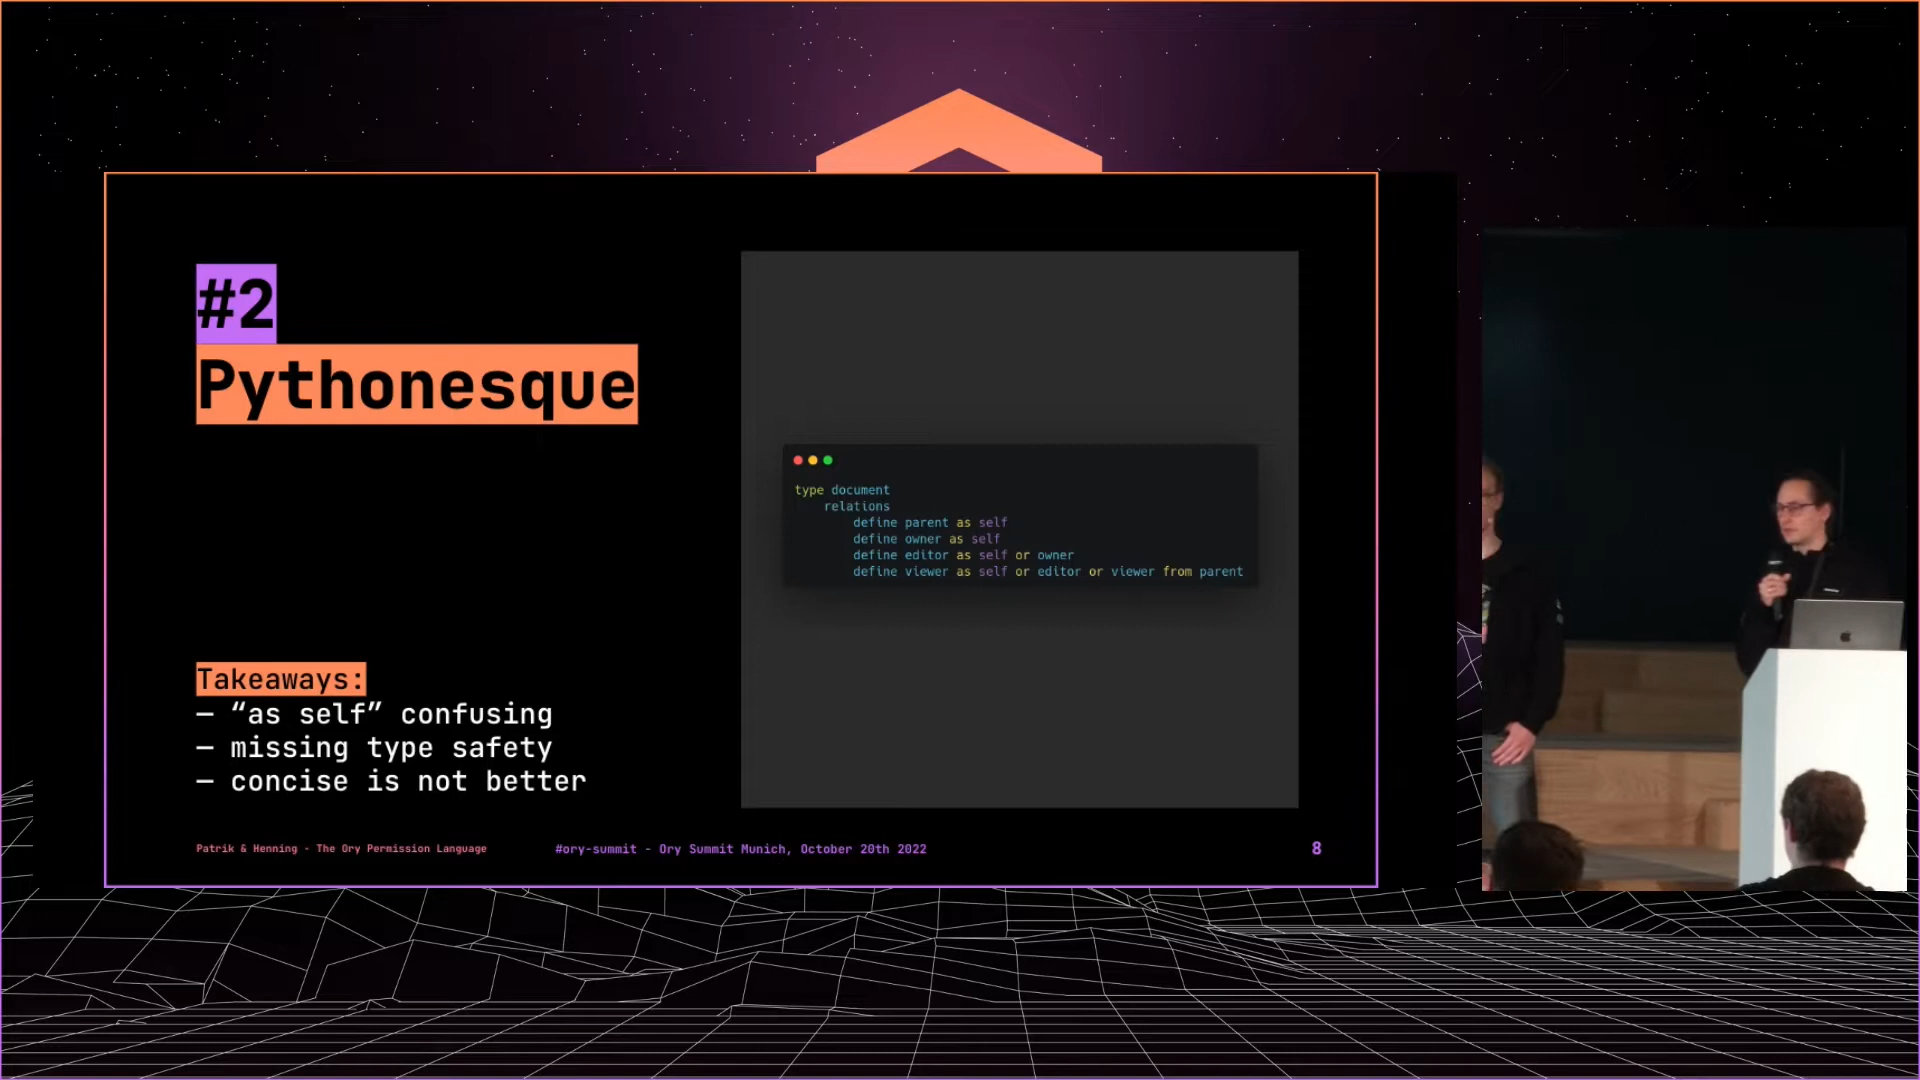 #2
Pythonesque
type document
relations
define parent as self
define owner as self
define editor as self or owner
define viewer as self or editor or viewer from parent
Takeaways:
— “as self” confusing
— missing type safety
— concise is not better
Patrik & Henning - The Ory Permission Language
#ory-summit - Ory Summit Munich, October 20th 2022
8